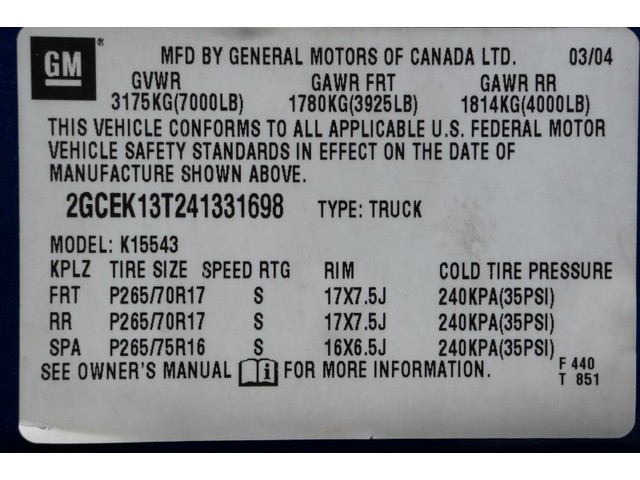 GM® MFD BY GENERAL MOTORS OF CANADA LTD. 03/04
GVWR GAWR FRT GAWR RR
3175KG(7000LB) 1780KG(3925LB) 1814KG(4000LB)
THIS VEHICLE CONFORMS TO ALL APPLICABLE U.S. FEDERAL MOTOR
VEHICLE SAFETY STANDARDS IN EFFECT ON THE DATE OF
MANUFACTURE SHOWN ABOVE.
2GCEK13T241331698 TYPE: TRUCK
MODEL: K15543
KPLZ TIRE SIZE SPEED RTG RIM COLD TIRE PRESSURE
FRT P265/70R17 S 17X7.5J 240KPA(35PSI)
RR P265/70R17 S 17X7.5J 240KPA(35PSI)
SPA P265/75R16 S 16X6.5J 240KPA(35PSI)
SEE OWNER'S MANUAL i FOR MORE INFORMATION. F 440
T 851